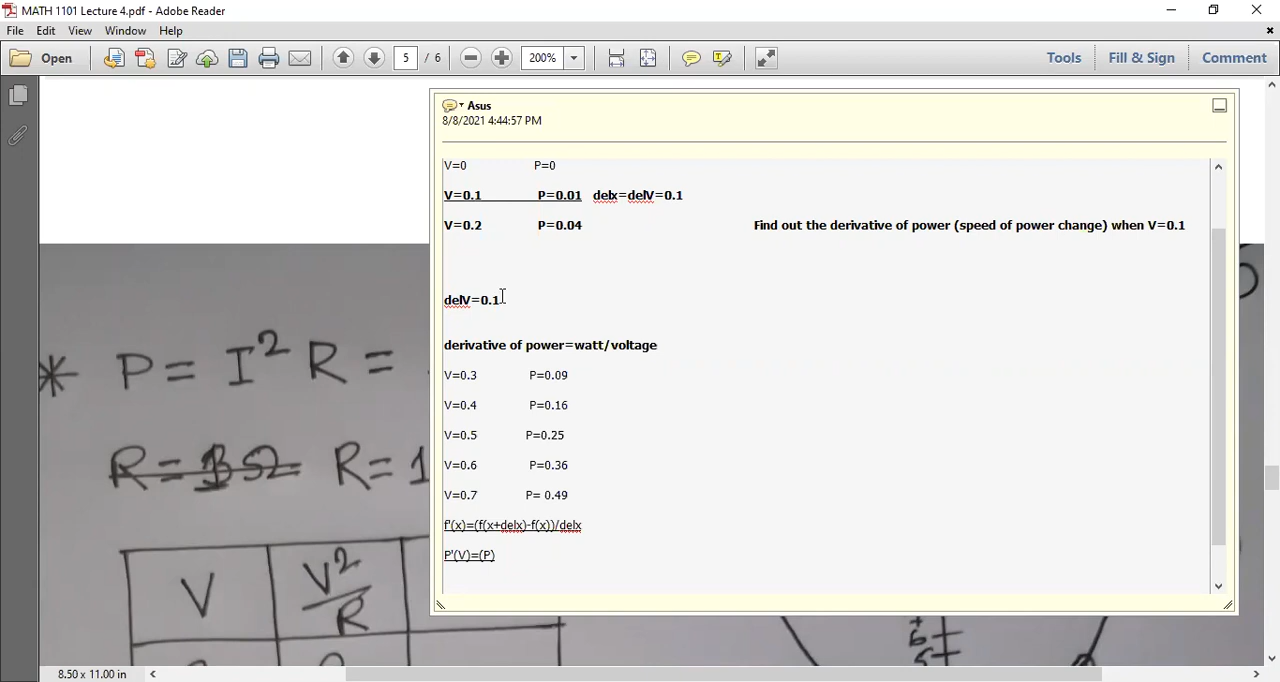 MATH 1101 Lecture 4.pdf - Adobe Reader
File Edit View Window Help
Open 5 / 6 200% Tools Fill & Sign Comment
Asus
8/8/2021 4:44:57 PM
V=0 P=0
V=0.1 P=0.01 delx=delV=0.1
V=0.2 P=0.04 Find out the derivative of power (speed of power change) when V=0.1
delV=0.1
derivative of power=watt/voltage
V=0.3 P=0.09
V=0.4 P=0.16
V=0.5 P=0.25
V=0.6 P=0.36
V=0.7 P= 0.49
f'(x)=(f(x+delx)-f(x))/delx
P'(V)=(P)
* P = I² R =
R = Ω R = 1
V V²/R
6
5
8.50 x 11.00 in